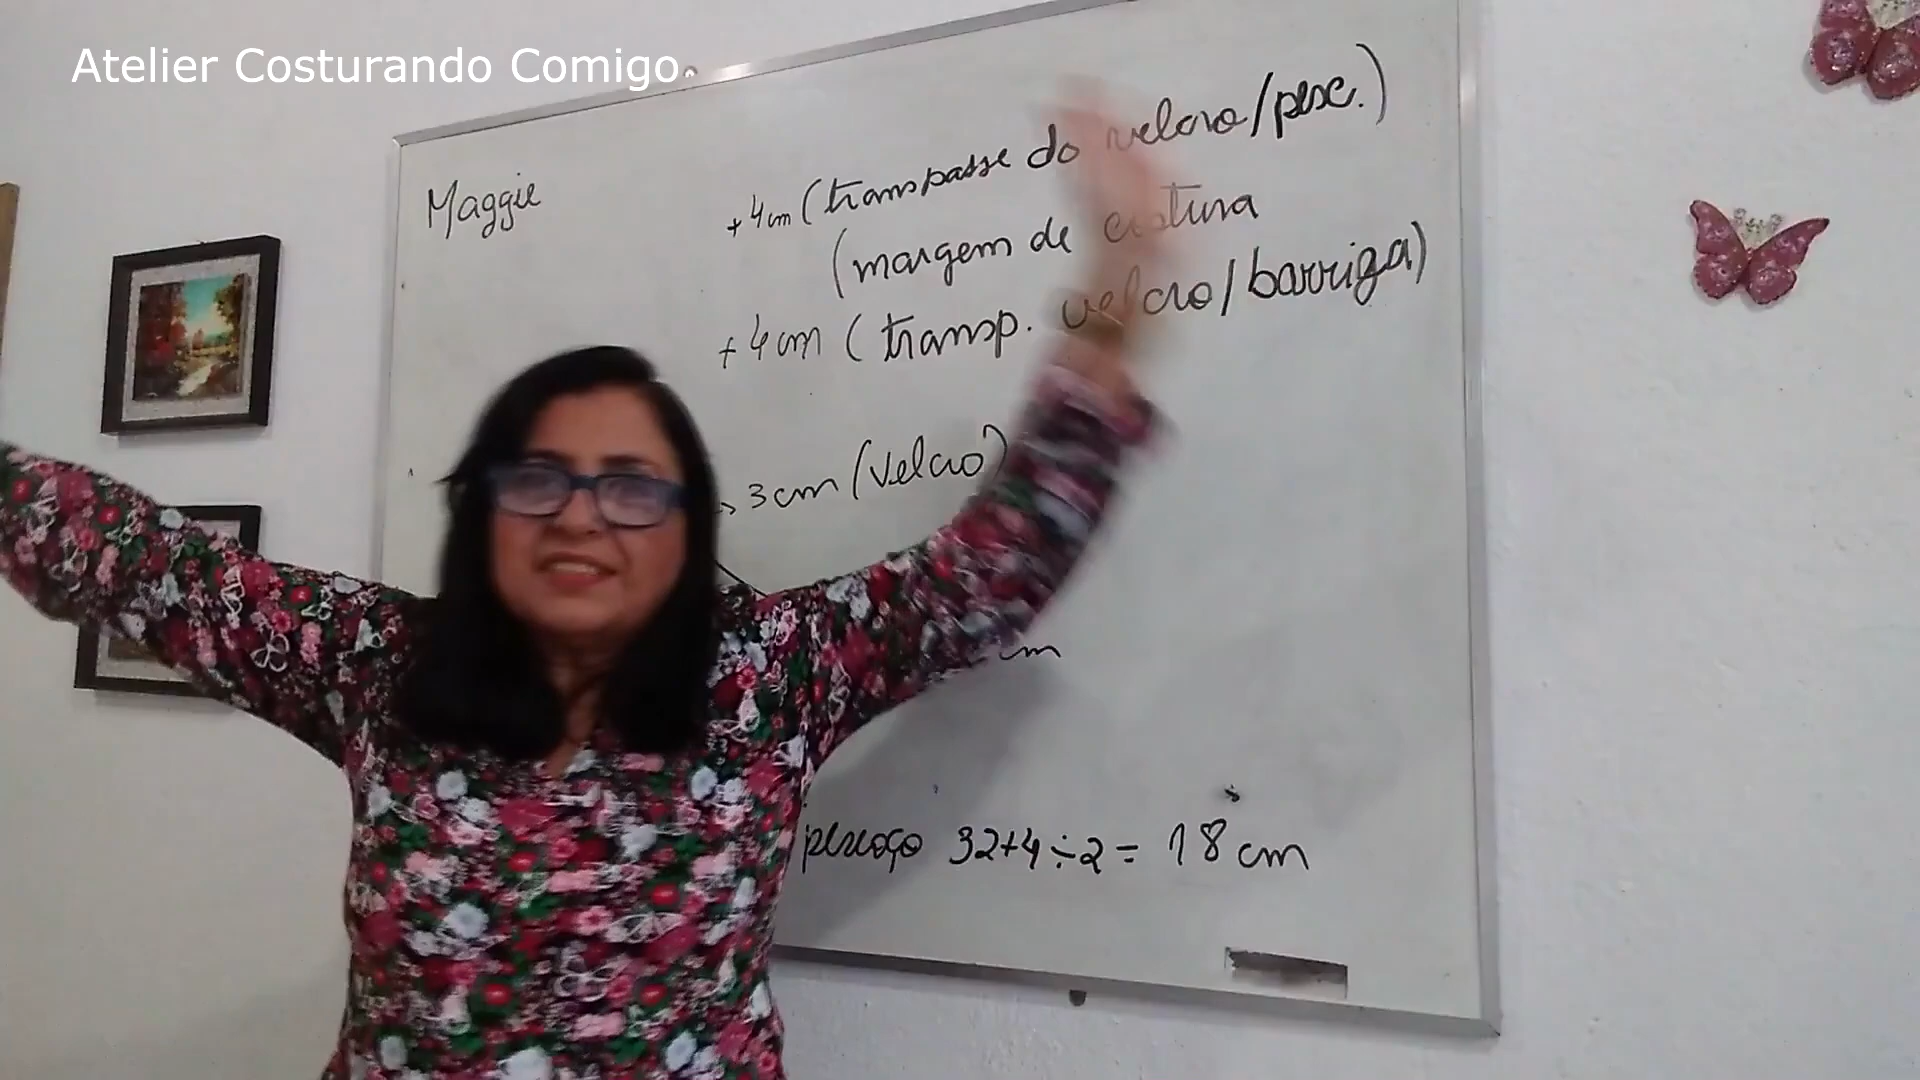 Atelier Costurando Comigo.
Maggie
+4cm (transpasse do velcro/pesc.)
(margem de costura
+4cm (transp. velcro/barriga)
→ 3cm (Velcro)
cm
pescoço 32+4÷2= 18cm